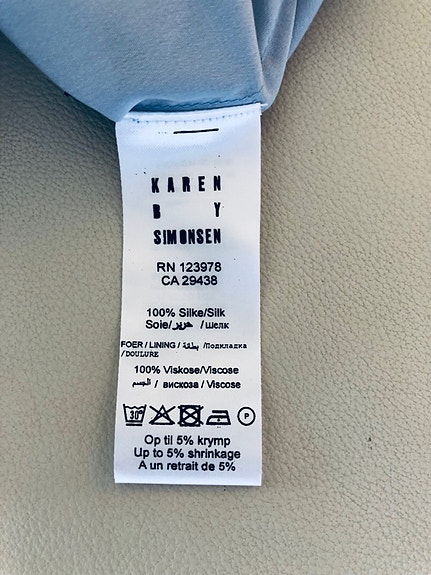 KAREN
B Y
SIMONSEN
RN 123978
CA 29438
100% Silke/Silk
Soie/حرير /шелк
FOER / LINING / بطانة /Подкладка
/DOULURE
100% Viskose/Viscose
/ вискоза / Viscose
30°
P
Op til 5% krymp
Up to 5% shrinkage
A un retrait de 5%